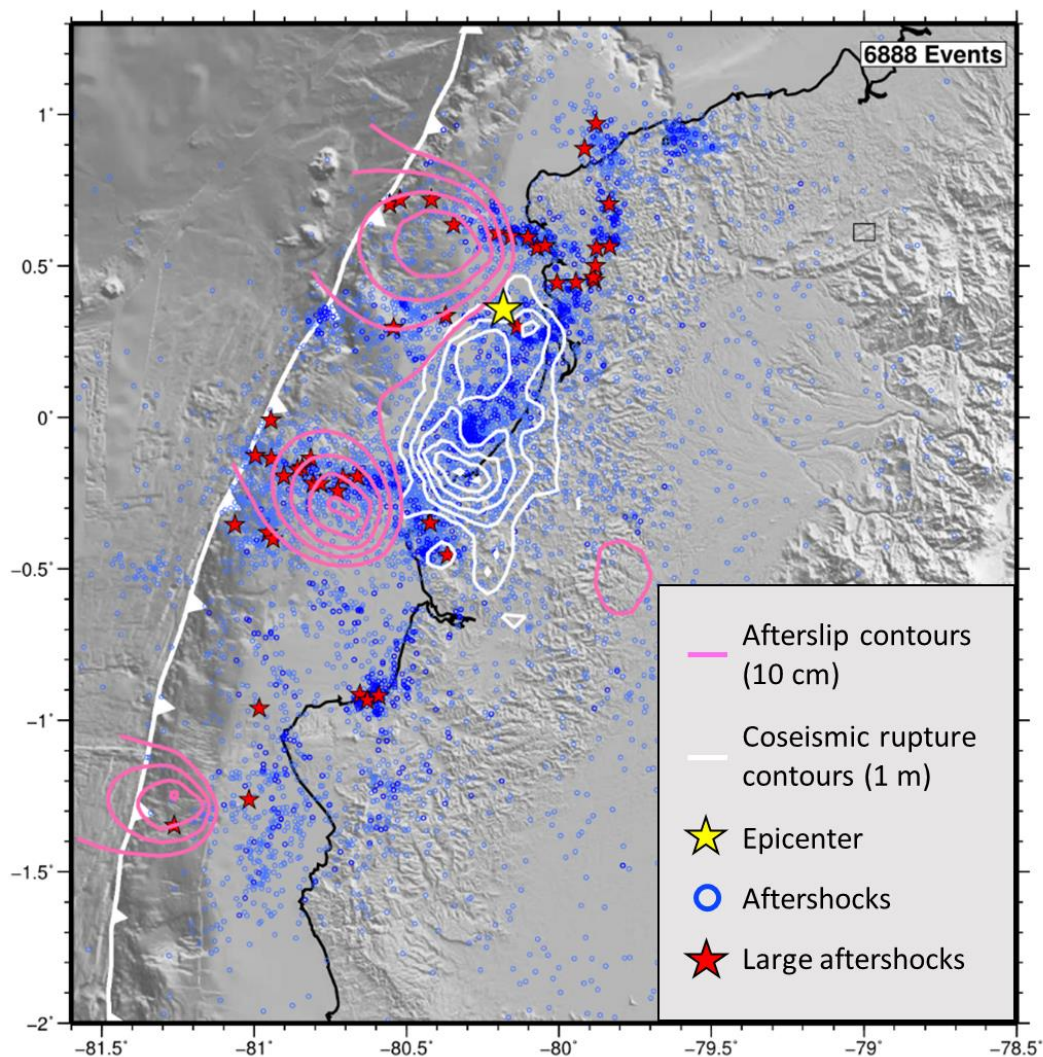 6888 Events
1˚
0.5˚
0˚
−0.5˚
−1˚
−1.5˚
−2˚
−81.5˚
−81˚
−80.5˚
−80˚
−79.5˚
−79˚
−78.5˚
Afterslip contours
(10 cm)
Coseismic rupture
contours (1 m)
Epicenter
Aftershocks
Large aftershocks